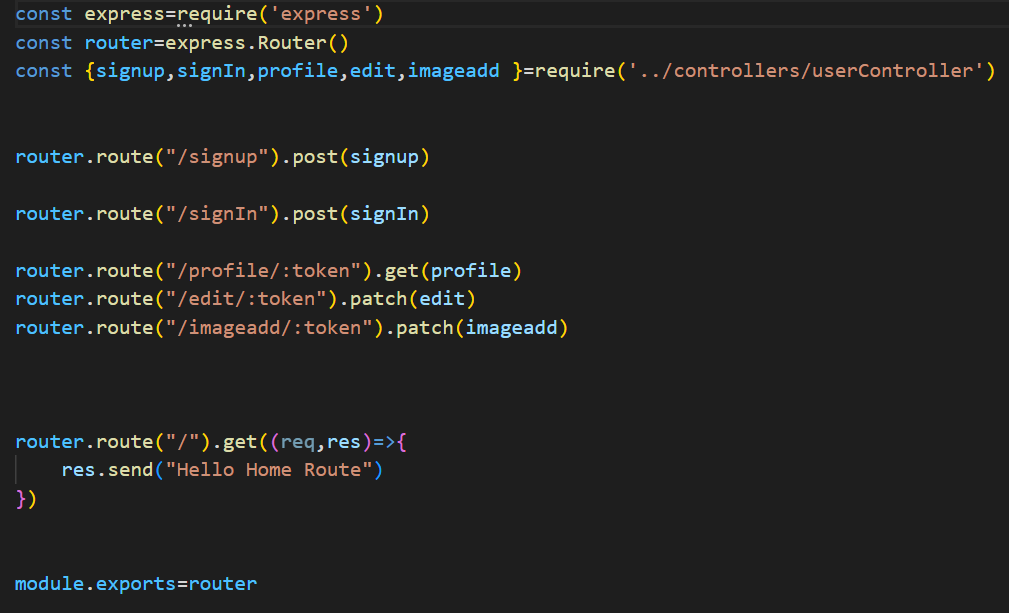 const express=require('express')
const router=express.Router()
const {signup,signIn,profile,edit,imageadd }=require('../controllers/userController')
router.route("/signup").post(signup)
router.route("/signIn").post(signIn)
router.route("/profile/:token").get(profile)
router.route("/edit/:token").patch(edit)
router.route("/imageadd/:token").patch(imageadd)
router.route("/").get((req,res)=>{
    res.send("Hello Home Route")
})
module.exports=router